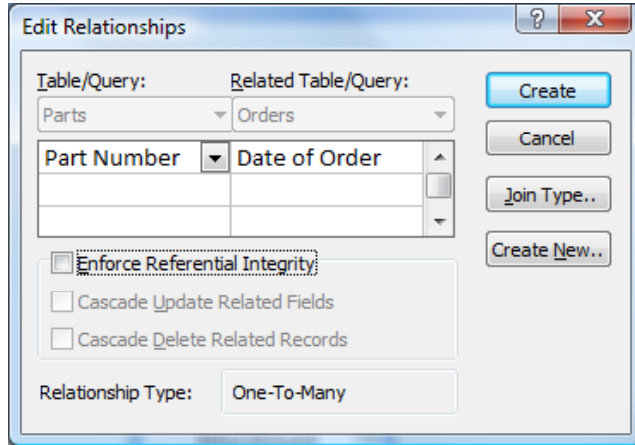 Edit Relationships
?
Table/Query: Related Table/Query:
Create
Parts Orders
Cancel
Part Number Date of Order
Join Type..
Create New..
Enforce Referential Integrity
Cascade Update Related Fields
Cascade Delete Related Records
Relationship Type: One-To-Many